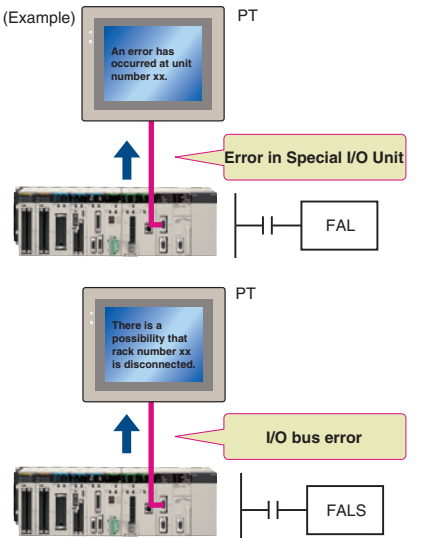 (Example)
PT
An error has
occurred at unit
number xx.
Error in Special I/O Unit
FAL
PT
There is a
possibility that
rack number xx
is disconnected.
I/O bus error
FALS